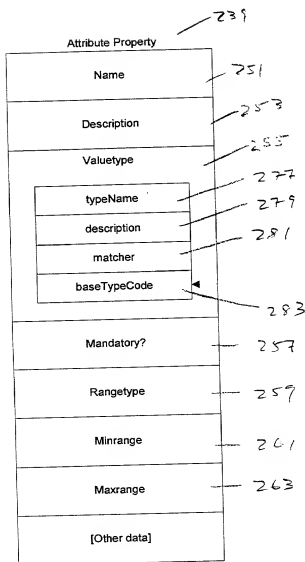 239
Attribute Property
Name 251
Description 253
Valuetype 255
typeName 277
description 279
matcher 281
baseTypeCode
283
Mandatory? 257
Rangetype 259
Minrange 261
Maxrange 263
[Other data]